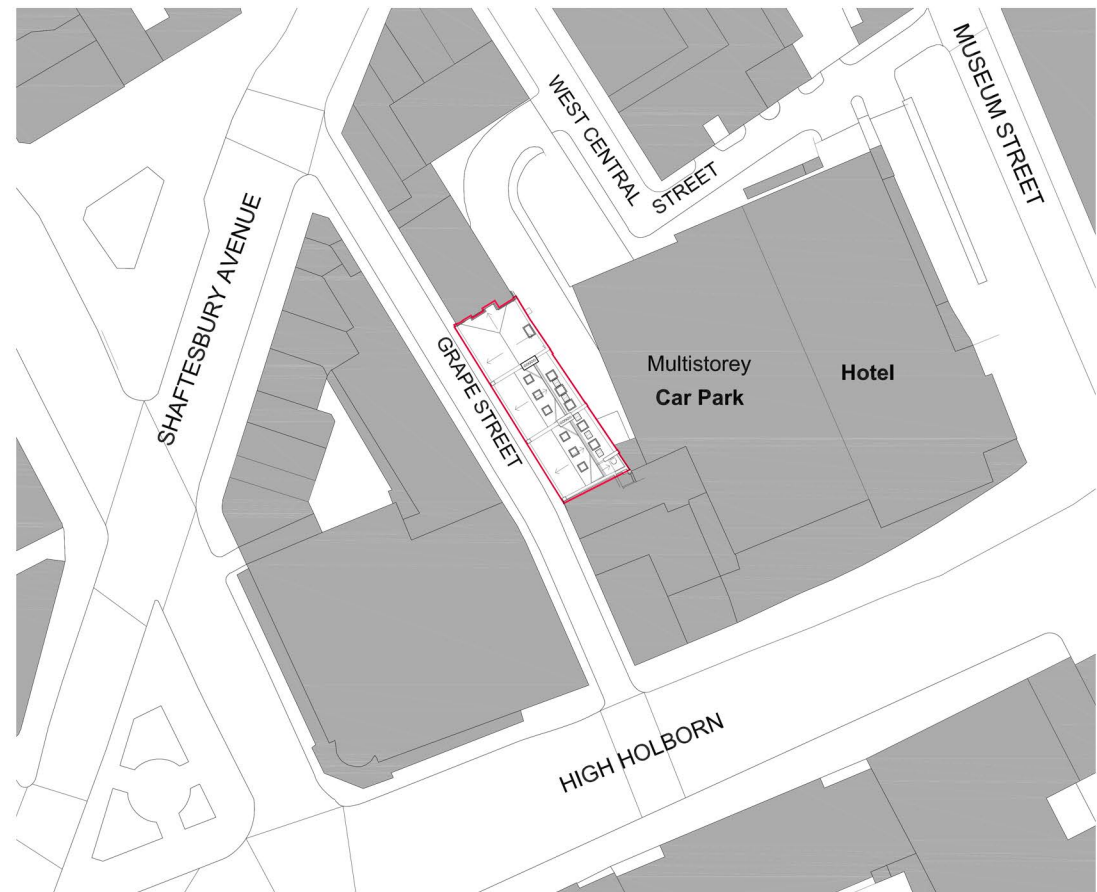 MUSEUM STREET
WEST CENTRAL
STREET
SHAFTESBURY AVENUE
GRAPE STREET
Multistorey
Car Park
Hotel
HIGH HOLBORN